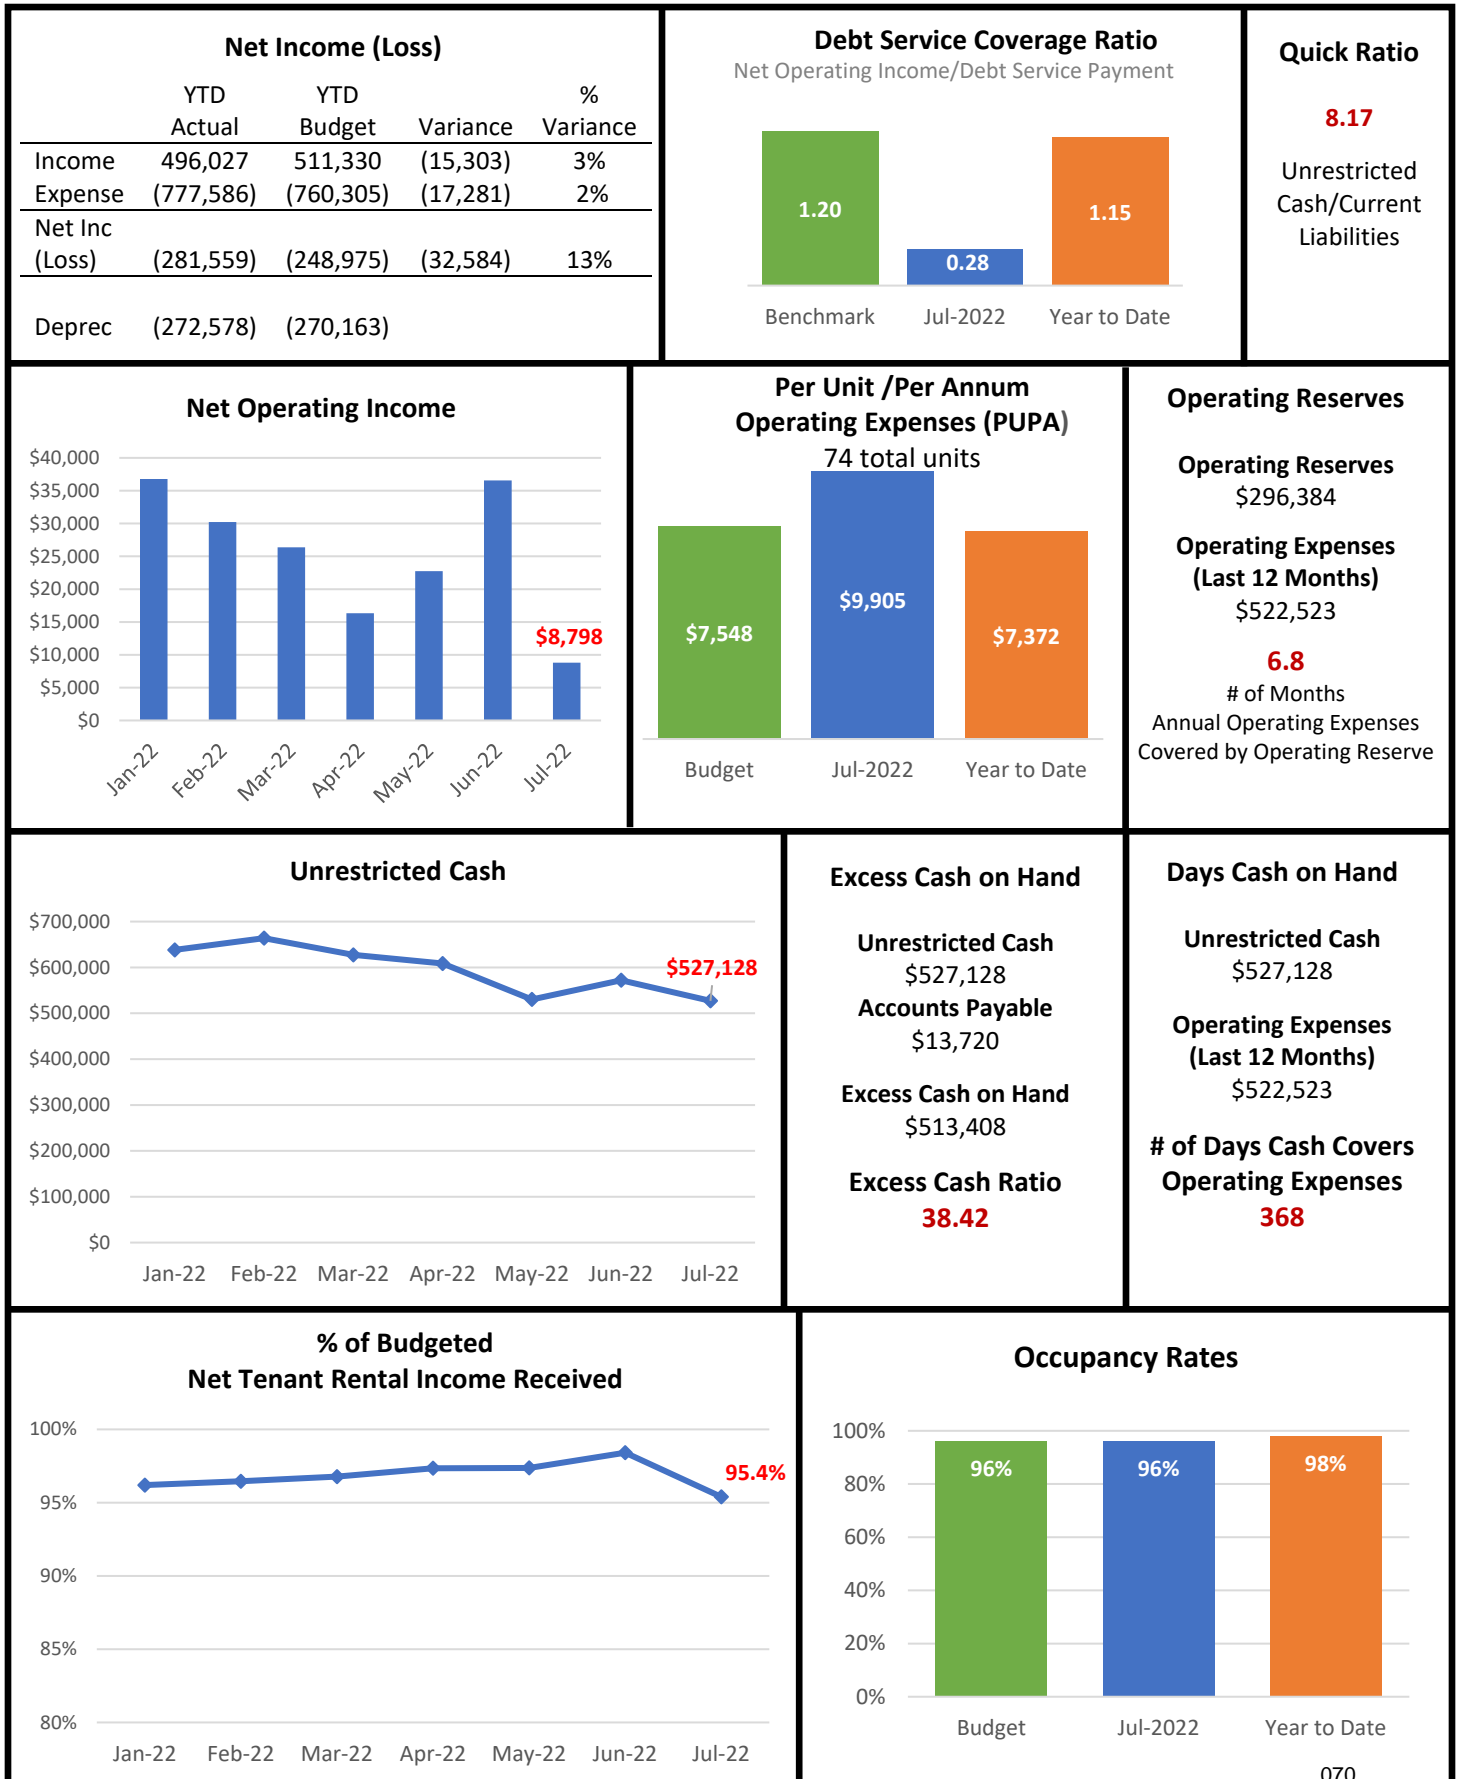 Net Income (Loss)
YTD YTD %
Actual Budget Variance Variance
Income 496,027 511,330 (15,303) 3%
Expense (777,586) (760,305) (17,281) 2%
Net Inc
(Loss) (281,559) (248,975) (32,584) 13%
Deprec (272,578) (270,163)
Debt Service Coverage Ratio
Net Operating Income/Debt Service Payment
1.20
0.28
1.15
Benchmark Jul-2022 Year to Date
Quick Ratio
8.17
Unrestricted
Cash/Current
Liabilities
Net Operating Income
$40,000
$35,000
$30,000
$25,000
$20,000
$15,000
$10,000
$5,000
$0
$8,798
Jan-22 Feb-22 Mar-22 Apr-22 May-22 Jun-22 Jul-22
Per Unit /Per Annum
Operating Expenses (PUPA)
74 total units
$7,548
$9,905
$7,372
Budget Jul-2022 Year to Date
Operating Reserves
Operating Reserves
$296,384
Operating Expenses
(Last 12 Months)
$522,523
6.8
# of Months
Annual Operating Expenses
Covered by Operating Reserve
Unrestricted Cash
$700,000
$600,000
$500,000
$400,000
$300,000
$200,000
$100,000
$0
$527,128
Jan-22 Feb-22 Mar-22 Apr-22 May-22 Jun-22 Jul-22
Excess Cash on Hand
Unrestricted Cash
$527,128
Accounts Payable
$13,720
Excess Cash on Hand
$513,408
Excess Cash Ratio
38.42
Days Cash on Hand
Unrestricted Cash
$527,128
Operating Expenses
(Last 12 Months)
$522,523
# of Days Cash Covers
Operating Expenses
368
% of Budgeted
Net Tenant Rental Income Received
100%
95%
90%
85%
80%
95.4%
Jan-22 Feb-22 Mar-22 Apr-22 May-22 Jun-22 Jul-22
Occupancy Rates
100%
80%
60%
40%
20%
0%
96%
96%
98%
Budget Jul-2022 Year to Date
070